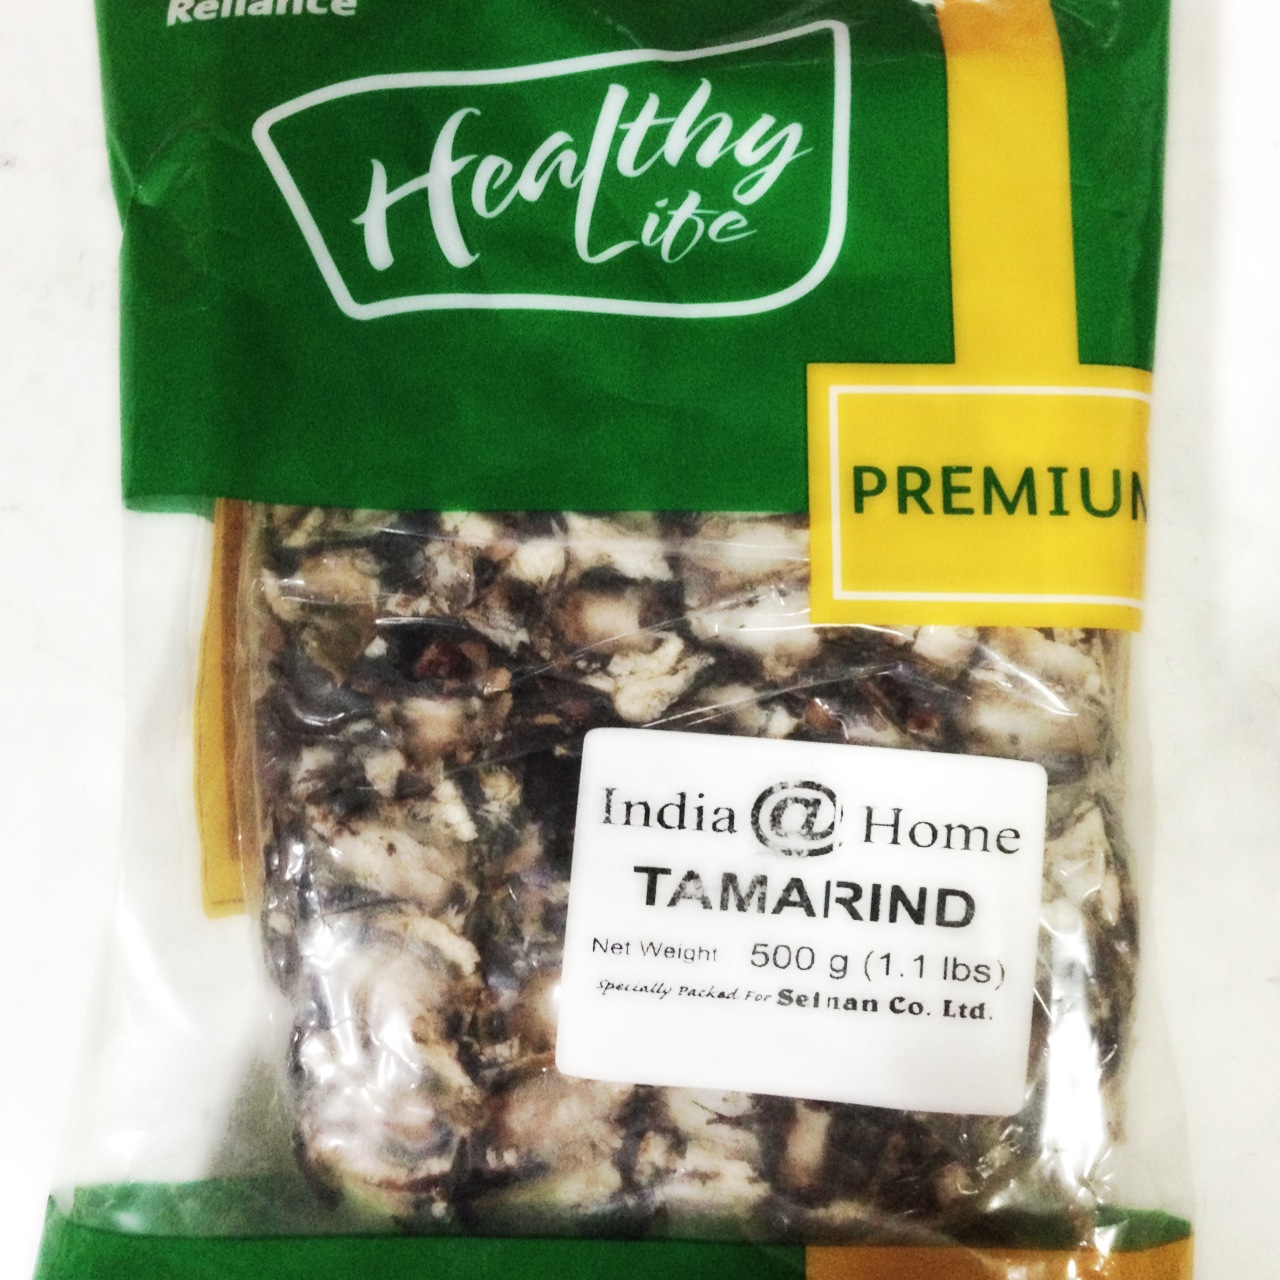 Reliance
Healthy
Life
PREMIUM
India @ Home
TAMARIND
Net Weight : 500 g (1.1 lbs)
Specially Packed For Seinan Co. Ltd.